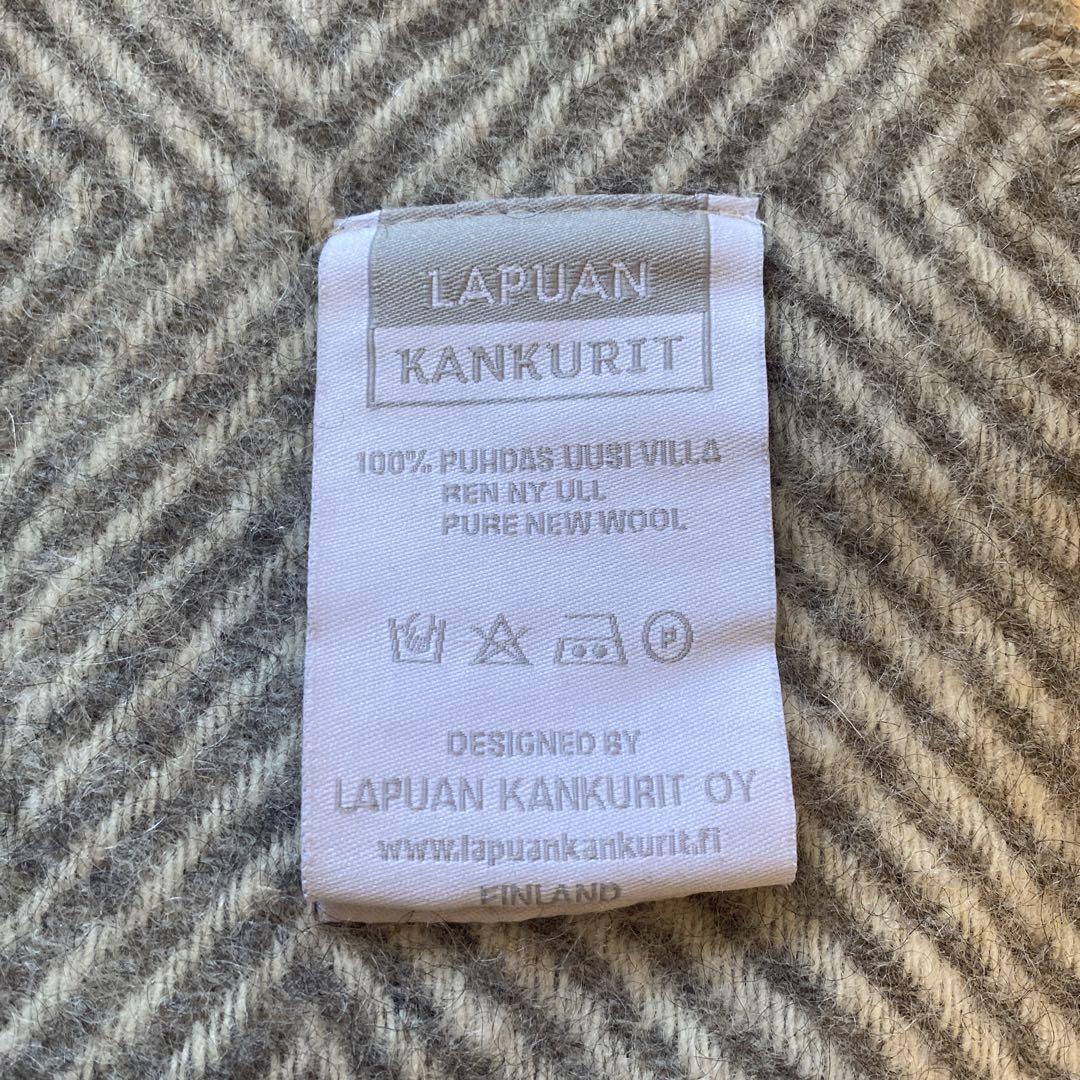 LAPUAN
KANKURIT
100% PUHDAS UUSI VILLA
REN NY ULL
PURE NEW WOOL
P
DESIGNED BY
LAPUAN KANKURIT OY
www.lapuankankurit.fi
FINLAND